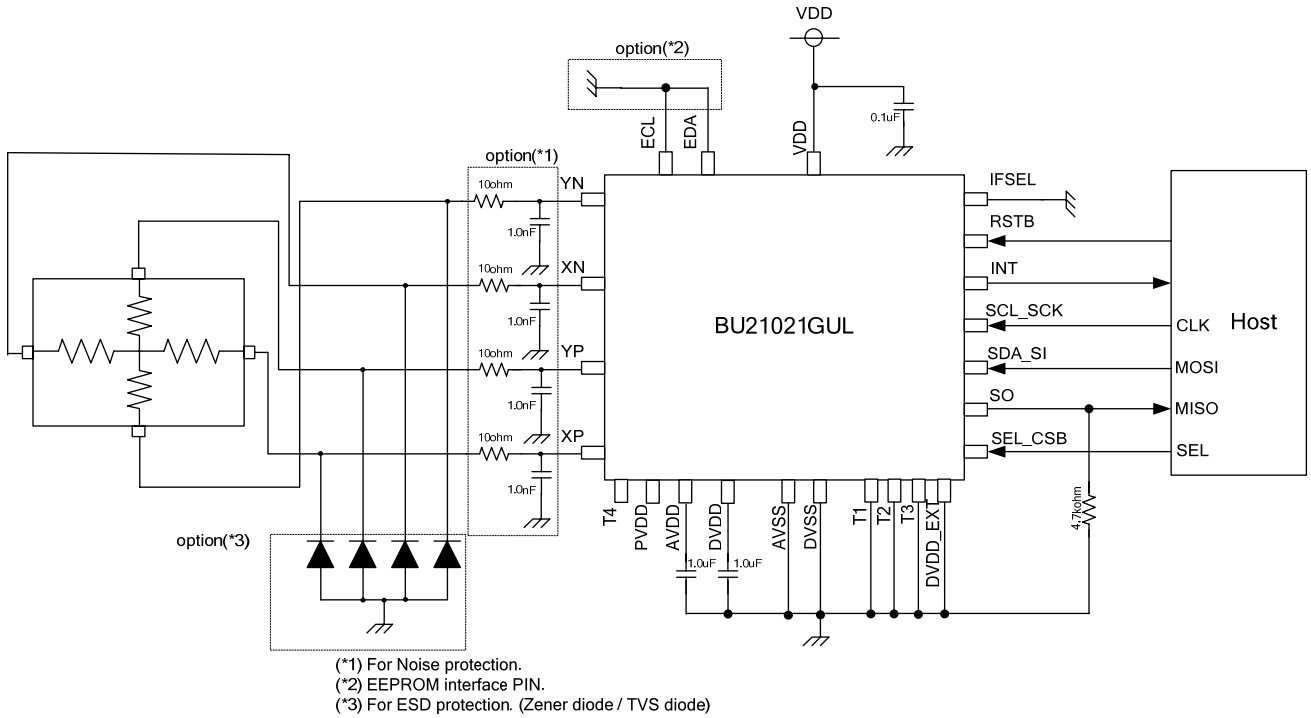 VDD
option(*2)
0.1uF
ECL
EDA
VDD
option(*1)
10ohm
YN
1.0nF
10ohm
XN
1.0nF
10ohm
YP
1.0nF
10ohm
XP
1.0nF
BU21021GUL
IFSEL
RSTB
INT
SCL_SCK
SDA_SI
SO
SEL_CSB
CLK
MOSI
MISO
SEL
Host
4.7kohm
T4
PVDD
AVDD
DVDD
AVSS
DVSS
T1
T2
T3
DVDD_EXT
1.0uF
1.0uF
option(*3)
(*1) For Noise protection.
(*2) EEPROM interface PIN.
(*3) For ESD protection. (Zener diode / TVS diode)